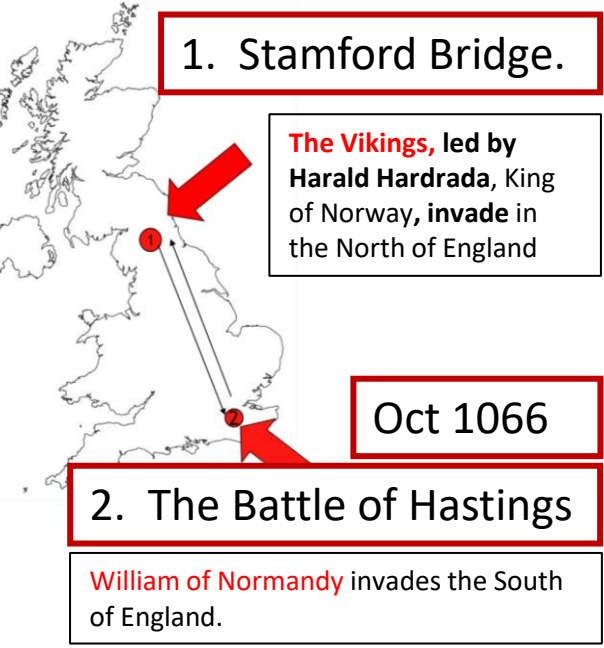 1. Stamford Bridge.
The Vikings, led by
Harald Hardrada, King
of Norway, invade in
the North of England
1
2
Oct 1066
2. The Battle of Hastings
William of Normandy invades the South
of England.